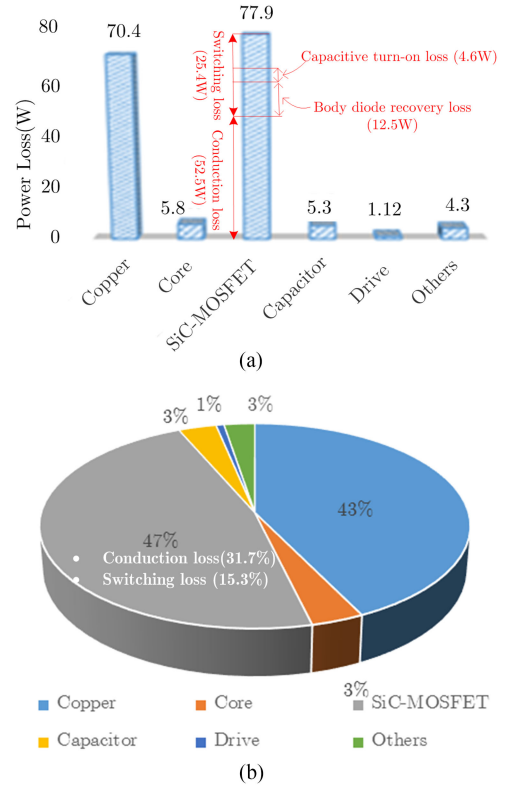 80
60
40
20
0
Power Loss(W)
70.4
5.8
77.9
5.3
1.12
4.3
Switching loss
(25.4W)
Conduction loss
(52.5W)
Capacitive turn-on loss (4.6W)
Body diode recovery loss
(12.5W)
Copper
Core
SiC-MOSFET
Capacitor
Drive
Others
(a)
3%
1%
3%
43%
47%
• Conduction loss(31.7%)
• Switching loss (15.3%)
3%
Copper
Core
SiC-MOSFET
Capacitor
Drive
Others
(b)